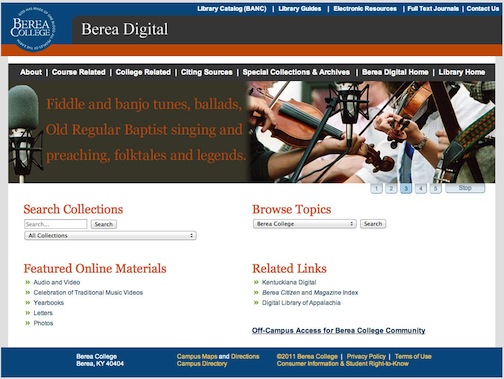 Library Catalog (BANC) | Library Guides | Electronic Resources | Full Text Journals | Contact Us
BEREA
COLLEGE
Berea Digital
About | Course Related | College Related | Citing Sources | Special Collections & Archives | Berea Digital Home | Library Home
Fiddle and banjo tunes, ballads,
Old Regular Baptist singing and
preaching, folktales and legends.
1 2 3 4 5 Stop
Search Collections
Search... Search
All Collections
Browse Topics
Berea College Search
Featured Online Materials
Audio and Video
Celebration of Traditional Music Videos
Yearbooks
Letters
Photos
Related Links
Kentuckiana Digital
Berea Citizen and Magazine Index
Digital Library of Appalachia
Off-Campus Access for Berea College Community
Berea College
Berea, KY 40404
Campus Maps and Directions
Campus Directory
©2011 Berea College | Privacy Policy | Terms of Use
Consumer Information & Student Right-to-Know